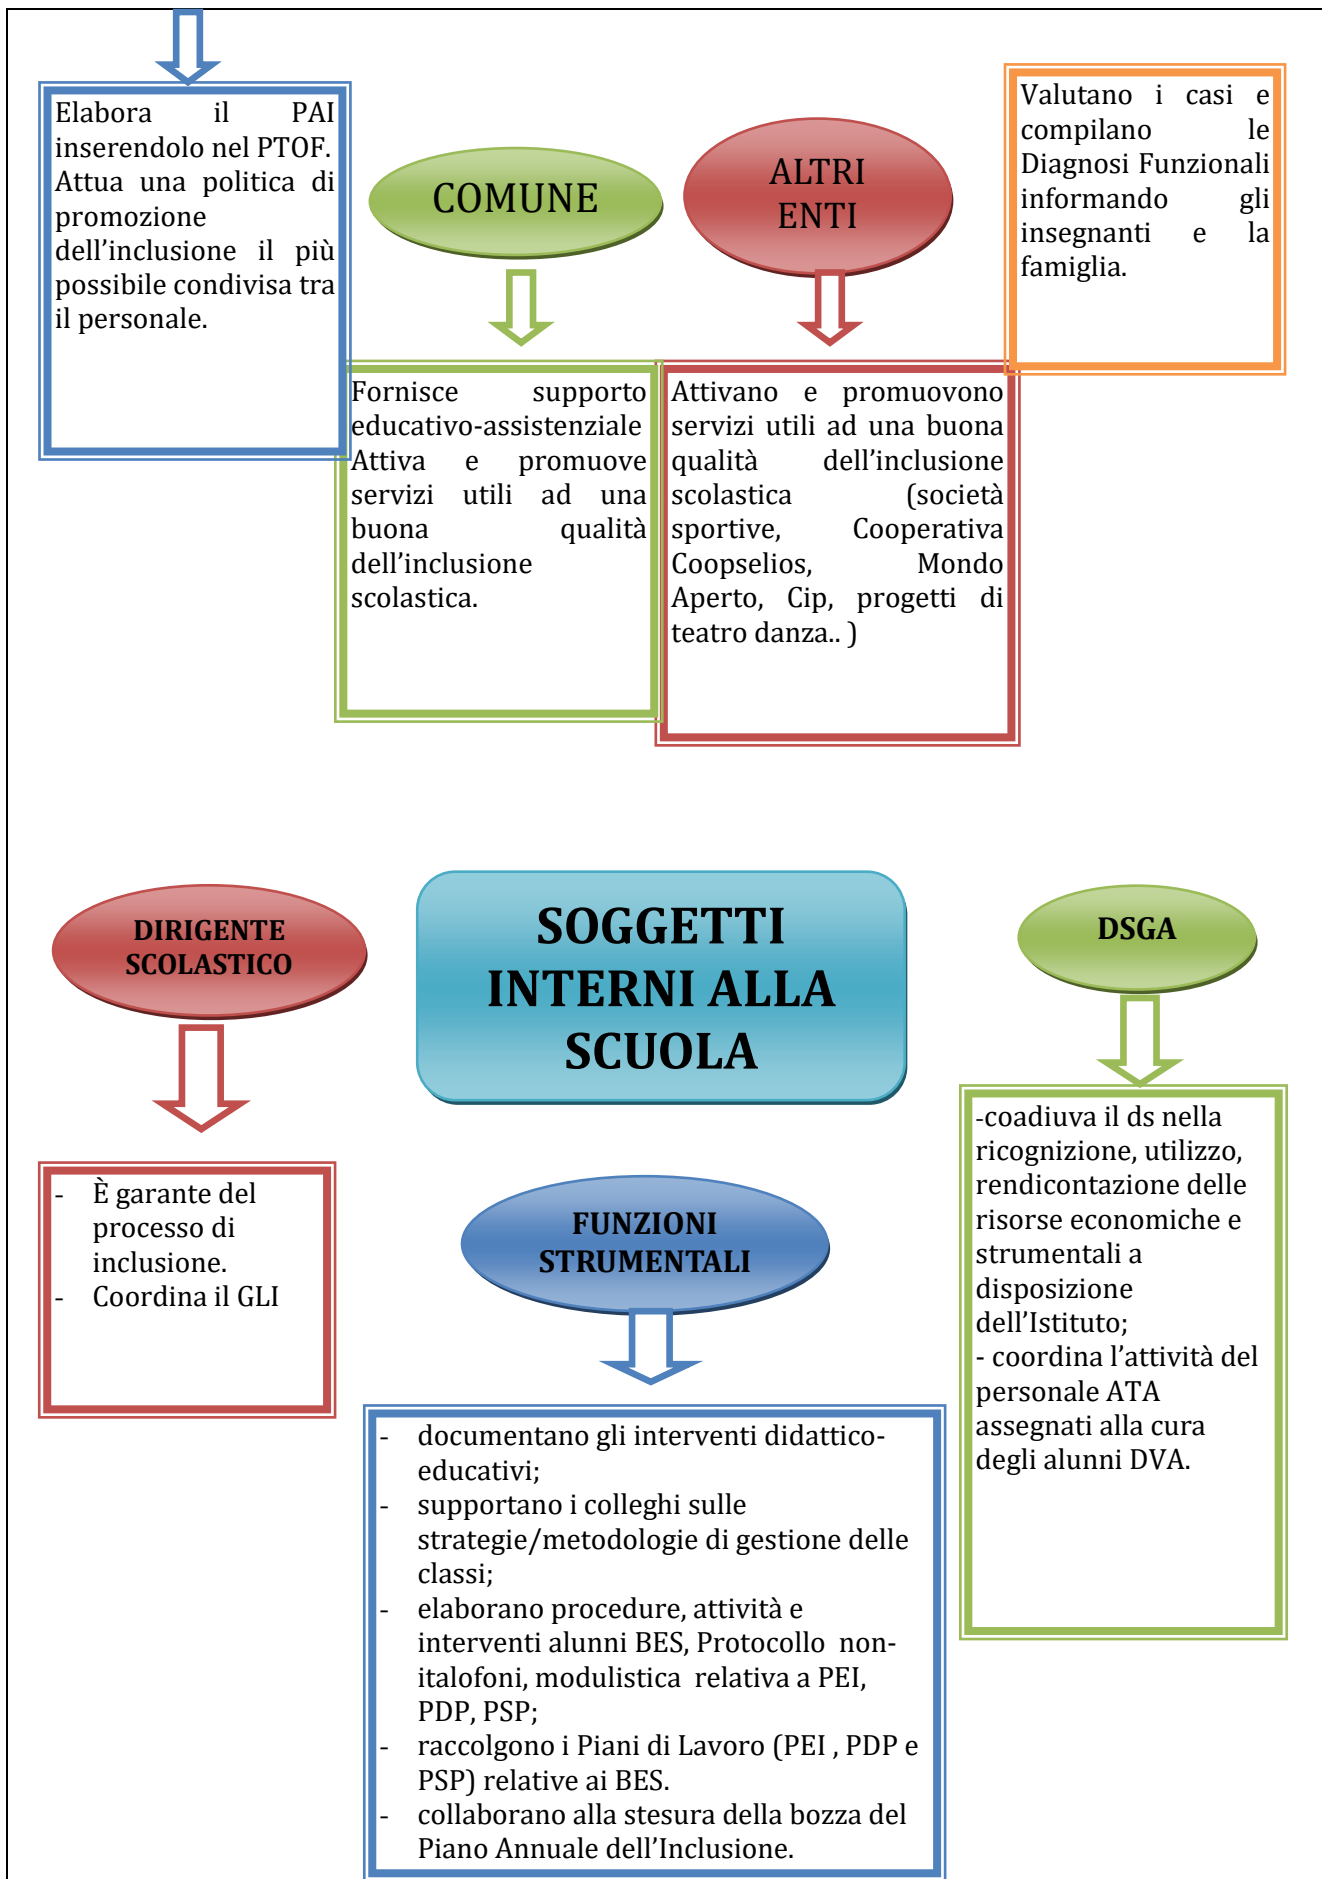 Elabora il PAI
inserendolo nel PTOF.
Attua una politica di
promozione
dell’inclusione il più
possibile condivisa tra
il personale.
COMUNE
ALTRI
ENTI
Valutano i casi e
compilano le
Diagnosi Funzionali
informando gli
insegnanti e la
famiglia.
Fornisce supporto
educativo-assistenziale
Attiva e promuove
servizi utili ad una
buona qualità
dell’inclusione
scolastica.
Attivano e promuovono
servizi utili ad una buona
qualità dell’inclusione
scolastica (società
sportive, Cooperativa
Coopselios, Mondo
Aperto, Cip, progetti di
teatro danza.. )
DIRIGENTE
SCOLASTICO
SOGGETTI
INTERNI ALLA
SCUOLA
DSGA
- È garante del
processo di
inclusione.
- Coordina il GLI
FUNZIONI
STRUMENTALI
-coadiuva il ds nella
ricognizione, utilizzo,
rendicontazione delle
risorse economiche e
strumentali a
disposizione
dell’Istituto;
- coordina l’attività del
personale ATA
assegnati alla cura
degli alunni DVA.
- documentano gli interventi didattico-
educativi;
- supportano i colleghi sulle
strategie/metodologie di gestione delle
classi;
- elaborano procedure, attività e
interventi alunni BES, Protocollo non-
italofoni, modulistica relativa a PEI,
PDP, PSP;
- raccolgono i Piani di Lavoro (PEI , PDP e
PSP) relative ai BES.
- collaborano alla stesura della bozza del
Piano Annuale dell’Inclusione.